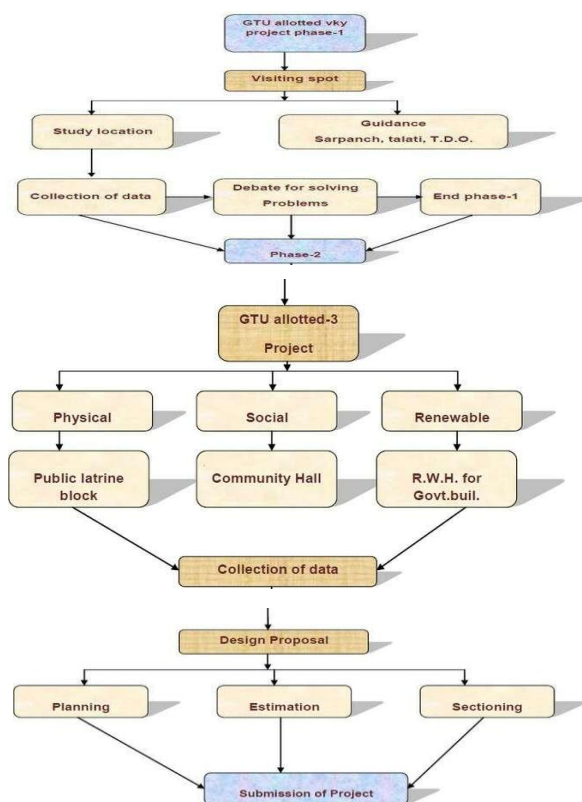 GTU allotted vky
project phase-1
Visiting spot
Study location
Guidance
Sarpanch, talati, T.D.O.
Collection of data
Debate for solving
Problems
End phase-1
Phase-2
GTU allotted-3
Project
Physical
Social
Renewable
Public latrine
block
Community Hall
R.W.H. for
Govt.buil.
Collection of data
Design Proposal
Planning
Estimation
Sectioning
Submission of Project